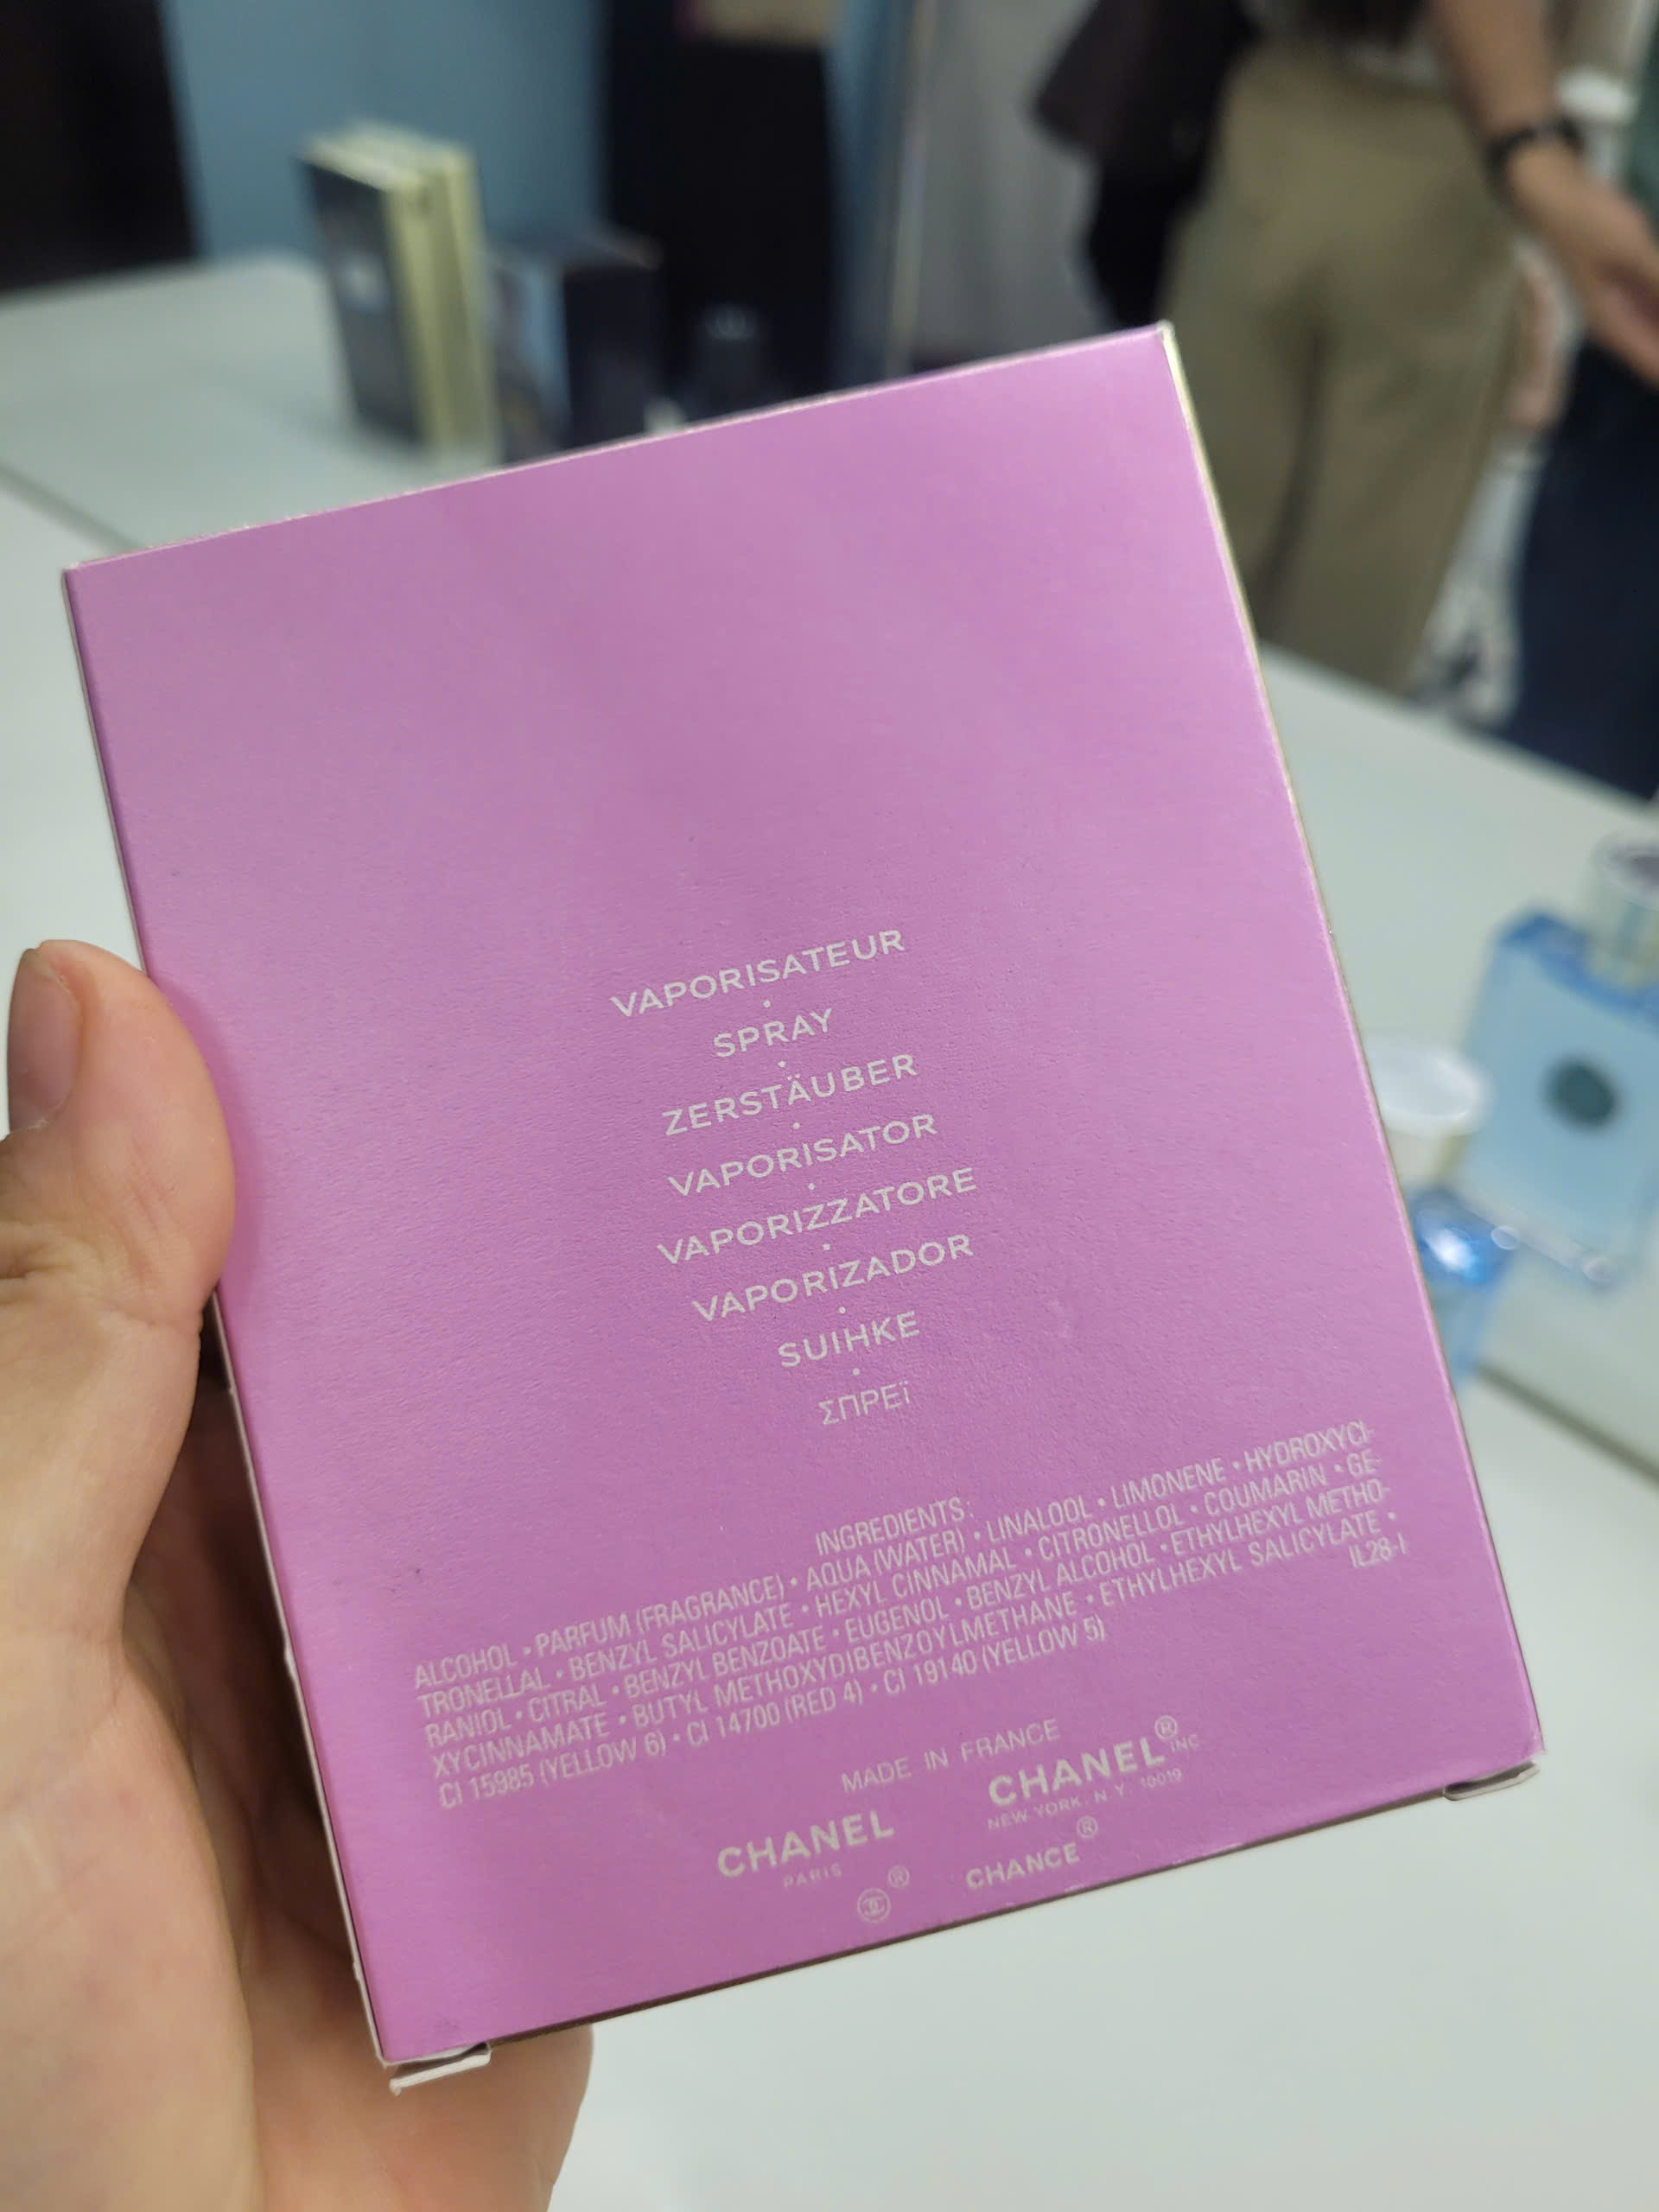 VAPORISATEUR
·
SPRAY
·
ZERSTÄUBER
·
VAPORISATOR
·
VAPORIZZATORE
·
VAPORIZADOR
·
SUIHKE
·
ΣΠΡΕΪ
INGREDIENTS:
ALCOHOL • PARFUM (FRAGRANCE) • AQUA (WATER) • LINALOOL • LIMONENE • HYDROXYCI-
TRONELLAL • BENZYL SALICYLATE • HEXYL CINNAMAL • CITRONELLOL • COUMARIN • GE-
RANIOL • CITRAL • BENZYL BENZOATE • EUGENOL • BENZYL ALCOHOL • ETHYLHEXYL METHO-
XYCINNAMATE • BUTYL METHOXYDIBENZOYLMETHANE • ETHYLHEXYL SALICYLATE •
CI 15985 (YELLOW 6) • CI 14700 (RED 4) • CI 19140 (YELLOW 5) IL28-1
MADE IN FRANCE
CHANEL CHANEL® INC
PARIS NEW YORK, N.Y. 10019
® CHANCE®